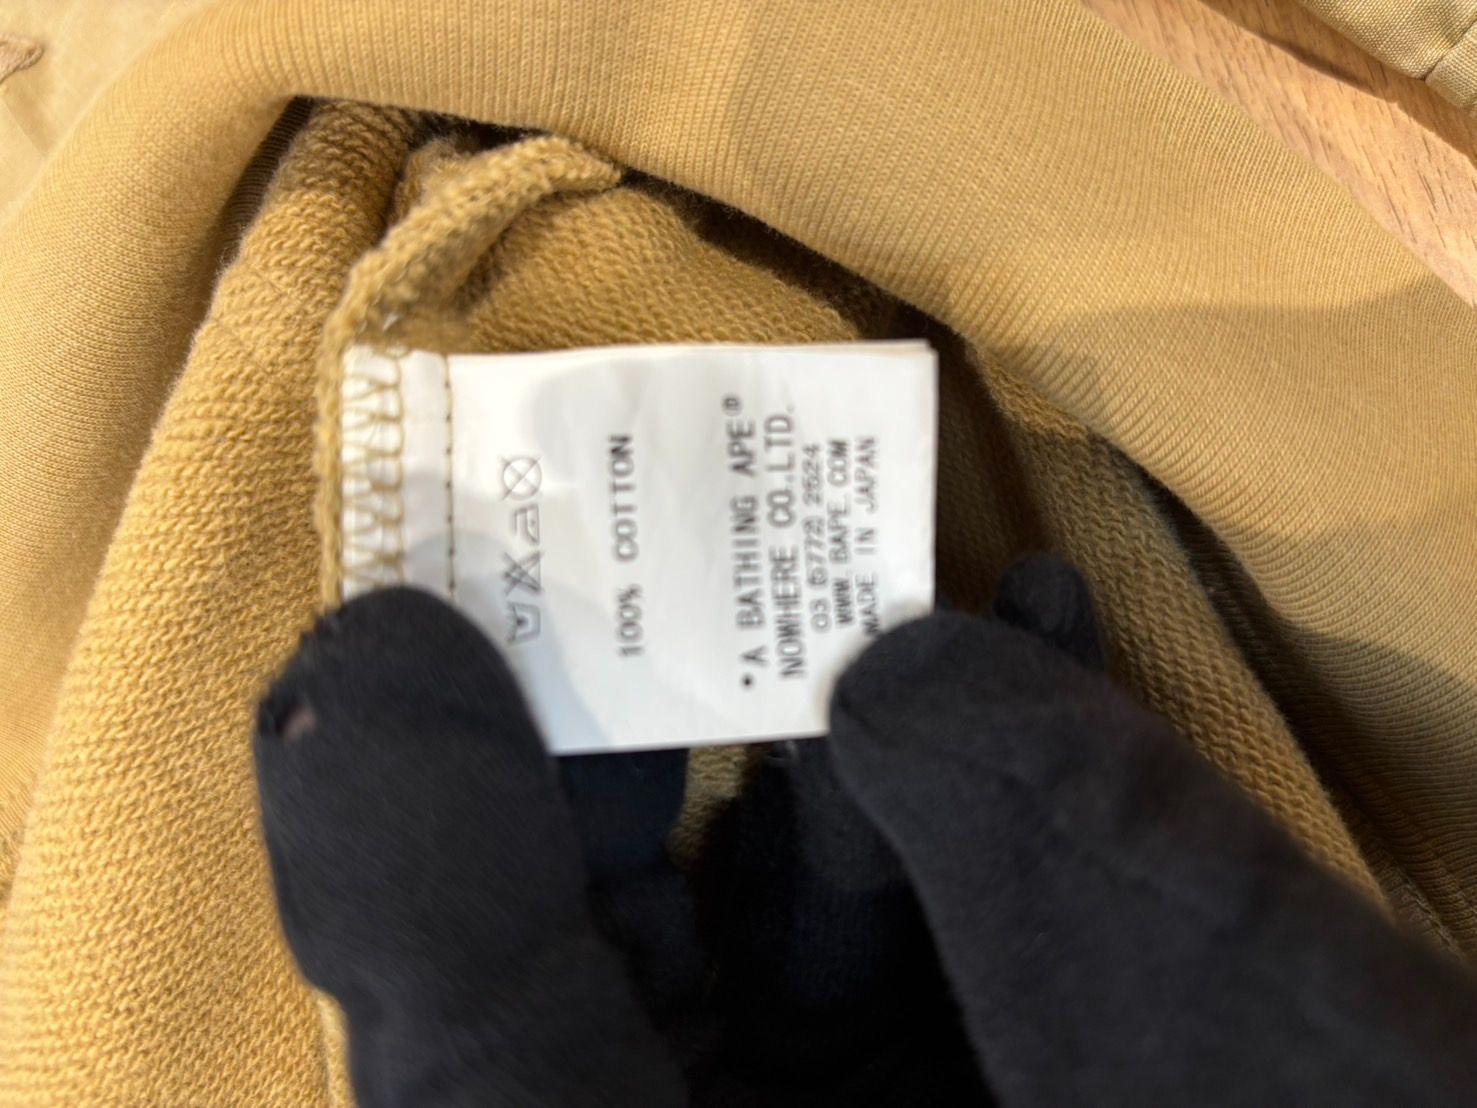 100% COTTON
*A BATHING APE®
NOWHERE CO.,LTD.
03 (5772) 2524
WWW.BAPE.COM
MADE IN JAPAN